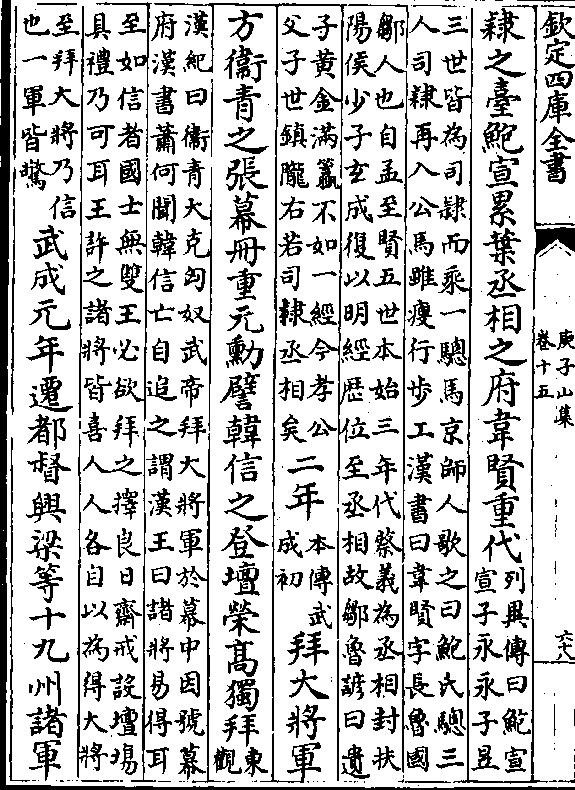 欽定四庫全書
庚子山集
卷十五
六十八
隸之臺鮑宣累葉丞相之府韋賢重代
列異傳曰鮑宣
宣子永永子昱
三世皆為司隸而乘一驄馬京師人歌之曰鮑氏驄三
人司隸再入公馬雖瘦行步工漢書曰韋賢字長魯國
鄒人也自孟至賢五世本始三年代蔡義為丞相封扶
陽侯少子玄成復以明經歷位至丞相故鄒魯諺曰遺
子黃金滿籯不如一經今孝公
父子世鎮隴右若司隸丞相矣
二年
本傳武
成初
拜大將軍
方衞青之張幕冊重元勳譬韓信之登壇榮髙獨拜
東
觀
漢紀曰衞青大克匈奴武帝拜大將軍於幕中因號幕
府漢書蕭何聞韓信亡自追之謂漢王曰諸將易得耳
至如信者國士無雙王必欲拜之擇良日齋戒設壇場
具禮乃可耳王許之諸將皆喜人人各自以為得大將
至拜大將乃信
也一軍皆驚
武成元年遷都督興梁等十九州諸軍